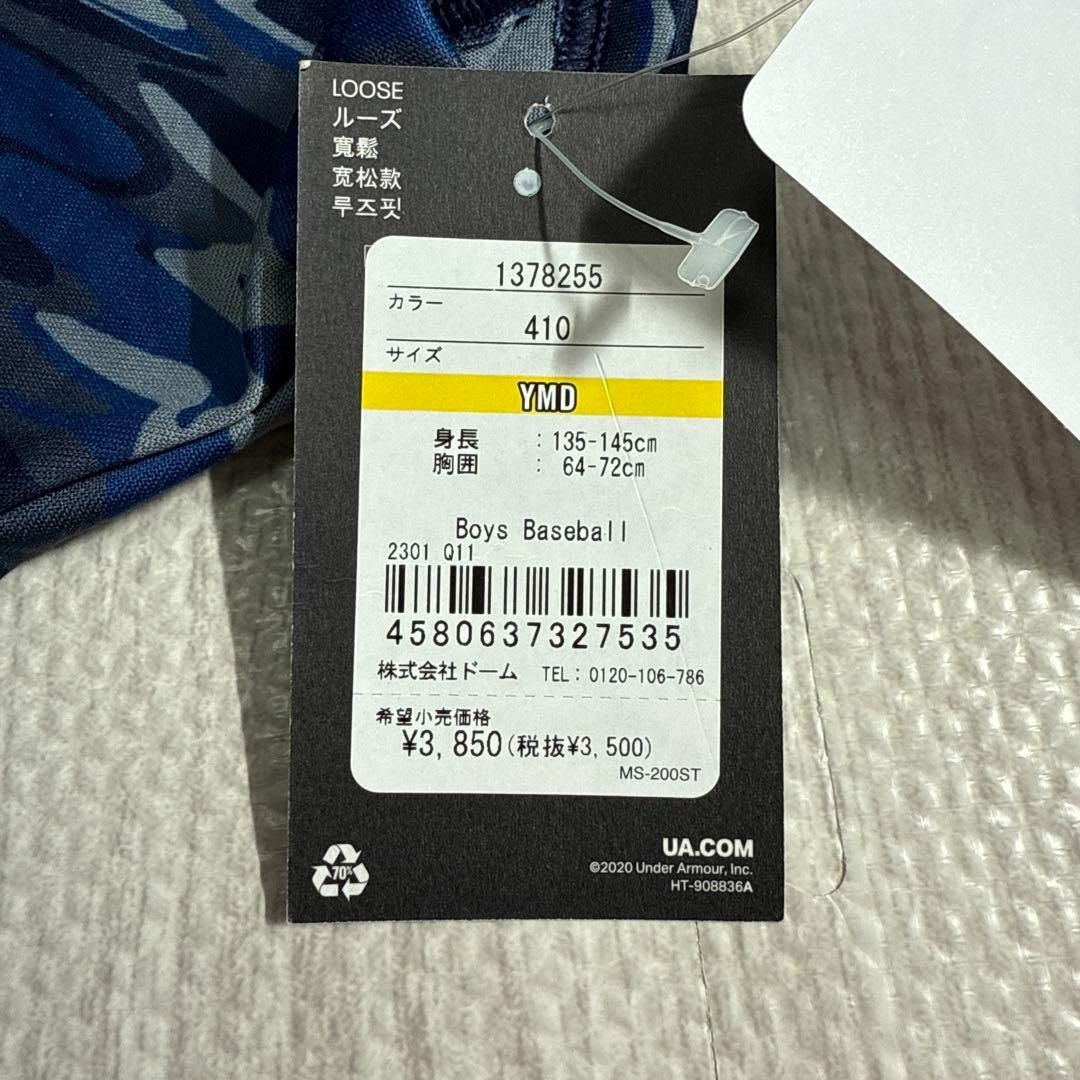 LOOSE
ルーズ
寬鬆
宽松款
루즈핏
1378255
カラー
410
サイズ
YMD
身長 : 135-145cm
胸囲 : 64-72cm
Boys Baseball
2301 Q11
4580637327535
株式会社ドーム TEL: 0120-106-786
希望小売価格
¥3,850(税抜¥3,500)
MS-200ST
70%
UA.COM
©2020 Under Armour, Inc.
HT-908836A